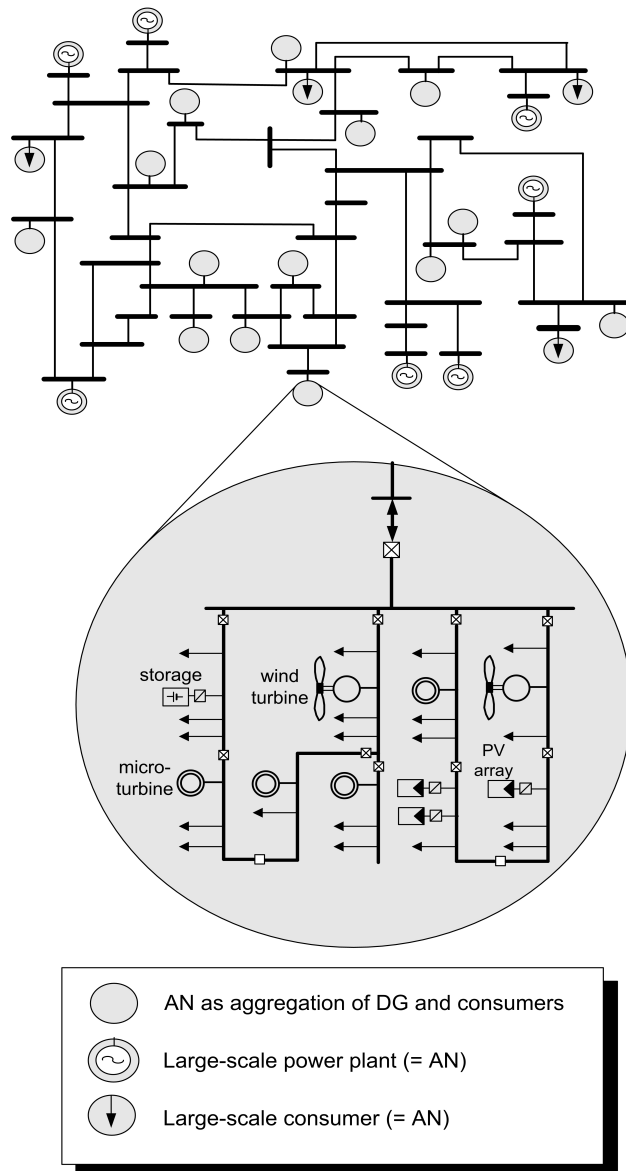 storage
wind
turbine
micro-
turbine
PV
array
AN as aggregation of DG and consumers
Large-scale power plant (= AN)
Large-scale consumer (= AN)